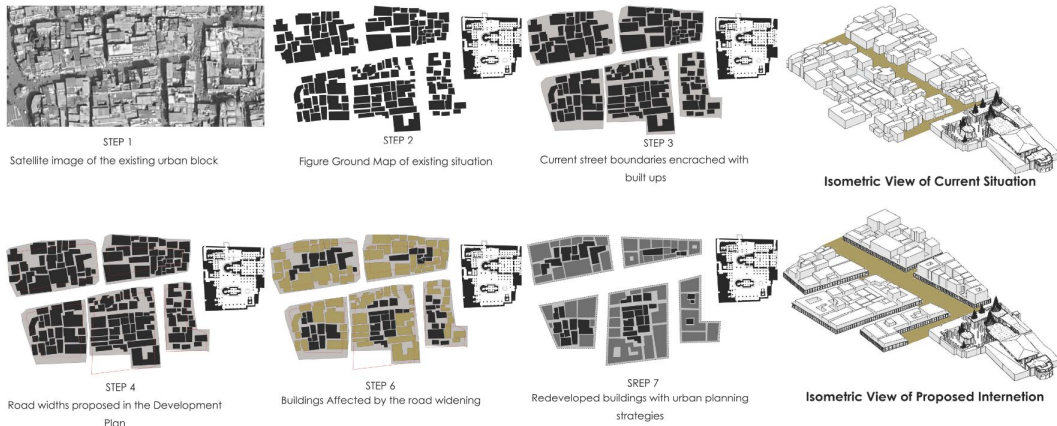 STEP 1
Satellite image of the existing urban block
STEP 2
Figure Ground Map of existing situation
STEP 3
Current street boundaries encrached with
built ups
Isometric View of Current Situation
STEP 4
Road widths proposed in the Development
Plan
STEP 6
Buildings Affected by the road widening
SREP 7
Redeveloped buildings with urban planning
strategies
Isometric View of Proposed Internetion